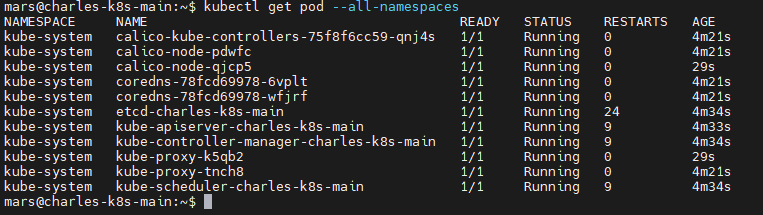 mars@charles-k8s-main:~$ kubectl get pod --all-namespaces
NAMESPACE NAME READY STATUS RESTARTS AGE
kube-system calico-kube-controllers-75f8f6cc59-qnj4s 1/1 Running 0 4m21s
kube-system calico-node-pdwfc 1/1 Running 0 4m21s
kube-system calico-node-qjcp5 1/1 Running 0 29s
kube-system coredns-78fcd69978-6vplt 1/1 Running 0 4m21s
kube-system coredns-78fcd69978-wfjrf 1/1 Running 0 4m21s
kube-system etcd-charles-k8s-main 1/1 Running 24 4m34s
kube-system kube-apiserver-charles-k8s-main 1/1 Running 9 4m33s
kube-system kube-controller-manager-charles-k8s-main 1/1 Running 9 4m34s
kube-system kube-proxy-k5qb2 1/1 Running 0 29s
kube-system kube-proxy-tnch8 1/1 Running 0 4m21s
kube-system kube-scheduler-charles-k8s-main 1/1 Running 9 4m34s
mars@charles-k8s-main:~$